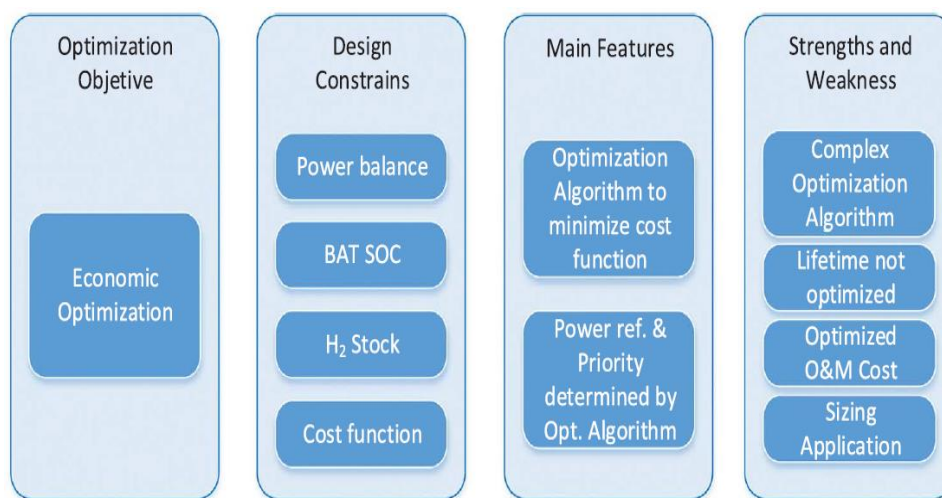 Optimization
Objetive
Economic
Optimization
Design
Constrains
Power balance
BAT SOC
H₂ Stock
Cost function
Main Features
Optimization
Algorithm to
minimize cost
function
Power ref. &
Priority
determined by
Opt. Algorithm
Strengths and
Weakness
Complex
Optimization
Algorithm
Lifetime not
optimized
Optimized
O&M Cost
Sizing
Application